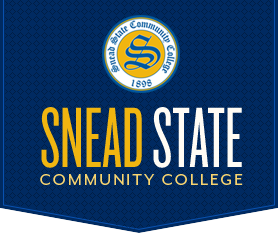 Snead State Community College
S
1898
SNEAD STATE
COMMUNITY COLLEGE